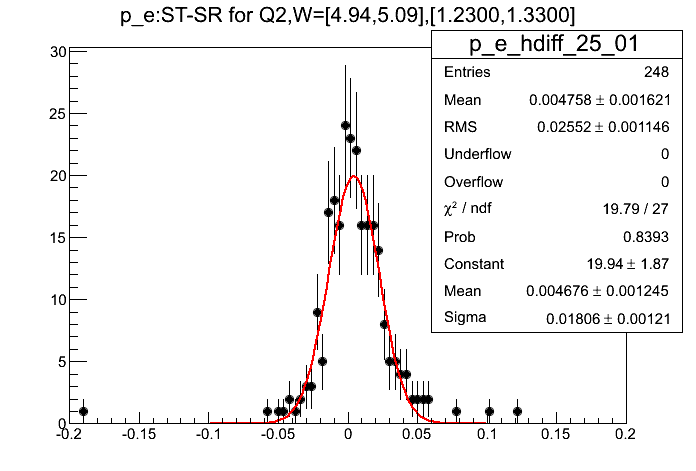 p_e:ST-SR for Q2,W=[4.94,5.09],[1.2300,1.3300]
p_e_hdiff_25_01
Entries 248
Mean 0.004758 ± 0.001621
RMS 0.02552 ± 0.001146
Underflow 0
Overflow 0
χ² / ndf 19.79 / 27
Prob 0.8393
Constant 19.94 ± 1.87
Mean 0.004676 ± 0.001245
Sigma 0.01806 ± 0.00121
30
25
20
15
10
5
0
-0.2 -0.15 -0.1 -0.05 0 0.05 0.1 0.15 0.2